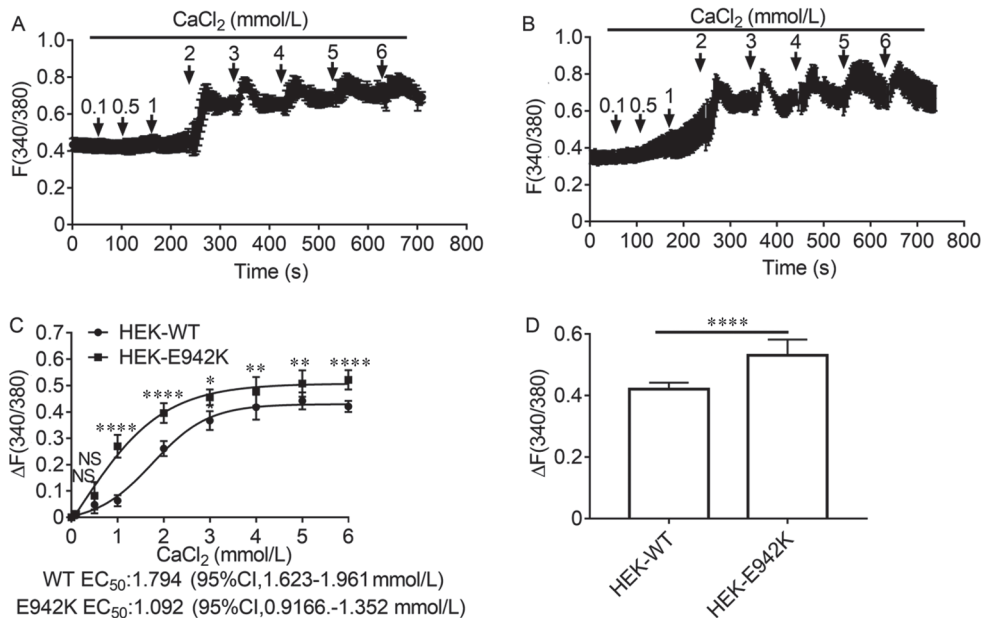 A
CaCl2 (mmol/L)
0.1 0.5 1 2 3 4 5 6
F(340/380)
1.0
0.8
0.6
0.4
0.2
0
0 100 200 300 400 500 600 700 800
Time (s)
B
CaCl2 (mmol/L)
0.1 0.5 1 2 3 4 5 6
F(340/380)
1.0
0.8
0.6
0.4
0.2
0
0 100 200 300 400 500 600 700 800
Time (s)
C
HEK-WT
HEK-E942K
ΔF(340/380)
0.7
0.6
0.5
0.4
0.3
0.2
0.1
0
NS
NS
**** **** * ** ** ****
*
1 2 3 4 5 6
CaCl2 (mmol/L)
WT EC50:1.794 (95%CI,1.623-1.961 mmol/L)
E942K EC50:1.092 (95%CI,0.9166.-1.352 mmol/L)
D
****
ΔF(340/380)
0.6
0.4
0.2
0
HEK-WT
HEK-E942K